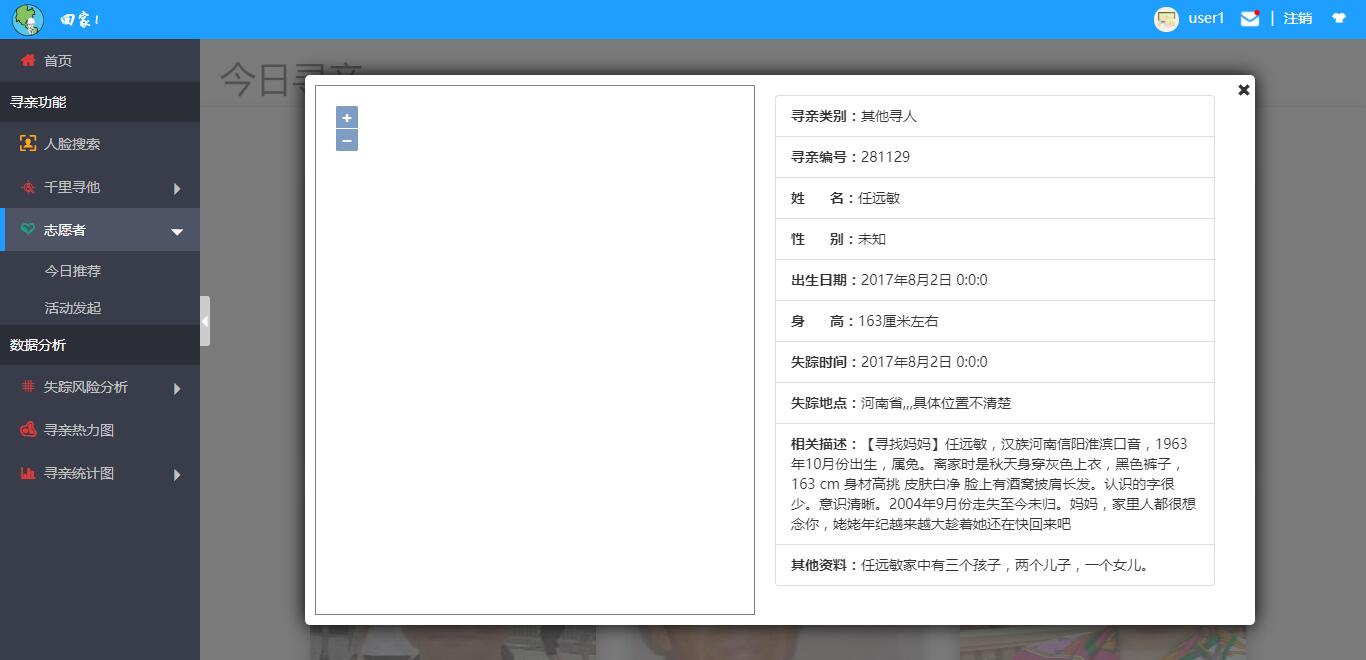 回家！
user1
|
注销
首页
寻亲功能
人脸搜索
千里寻他
志愿者
今日推荐
活动发起
数据分析
失踪风险分析
寻亲热力图
寻亲统计图
今日寻亲
+
−
寻亲类别：其他寻人
寻亲编号：281129
姓 名：任远敏
性 别：未知
出生日期：2017年8月2日 0:0:0
身 高：163厘米左右
失踪时间：2017年8月2日 0:0:0
失踪地点：河南省,,,具体位置不清楚
相关描述：【寻找妈妈】任远敏，汉族河南信阳淮滨口音，1963
年10月份出生，属兔。离家时是秋天身穿灰色上衣，黑色裤子，
163 cm 身材高挑 皮肤白净 脸上有酒窝披肩长发。认识的字很
少。意识清晰。2004年9月份走失至今未归。妈妈，家里人都很想
念你，姥姥年纪越来越大趁着她还在快回来吧
其他资料：任远敏家中有三个孩子，两个儿子，一个女儿。